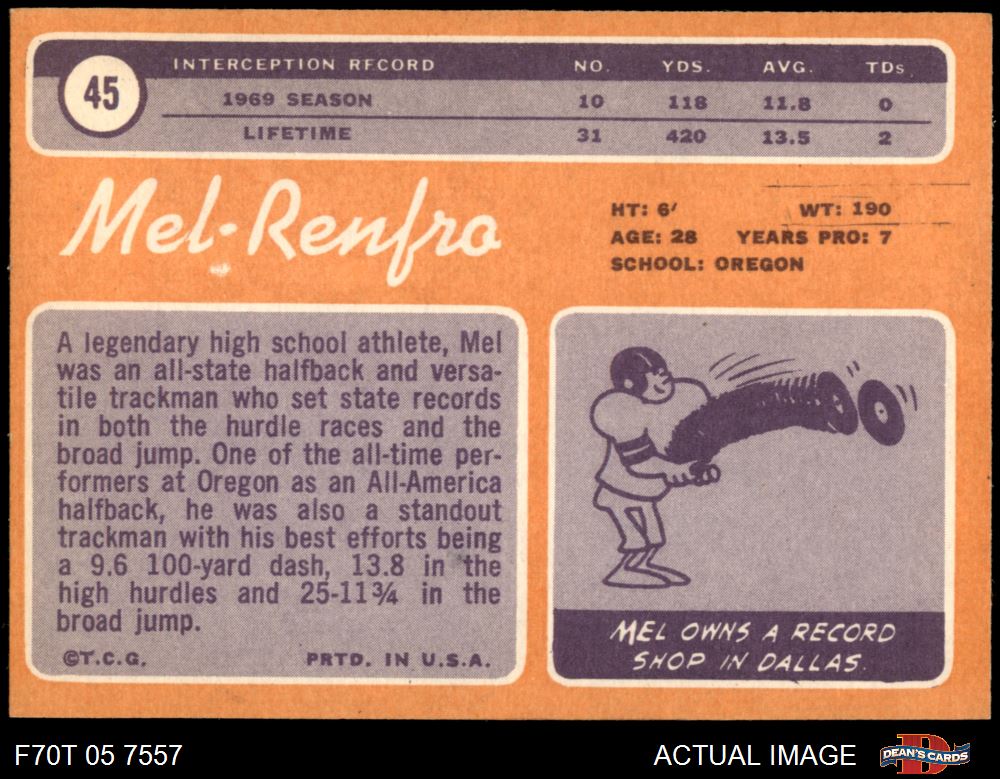 45
INTERCEPTION RECORD NO. YDS. AVG. TDs.
1969 SEASON 10 118 11.8 0
LIFETIME 31 420 13.5 2
Mel-Renfro
HT: 6′ WT: 190
AGE: 28 YEARS PRO: 7
SCHOOL: OREGON
A legendary high school athlete, Mel
was an all-state halfback and versa-
tile trackman who set state records
in both the hurdle races and the
broad jump. One of the all-time per-
formers at Oregon as an All-America
halfback, he was also a standout
trackman with his best efforts being
a 9.6 100-yard dash, 13.8 in the
high hurdles and 25-11¾ in the
broad jump.
©T.C.G. PRTD. IN U.S.A.
MEL OWNS A RECORD
SHOP IN DALLAS.
F70T 05 7557 ACTUAL IMAGE
D
DEAN'S CARDS